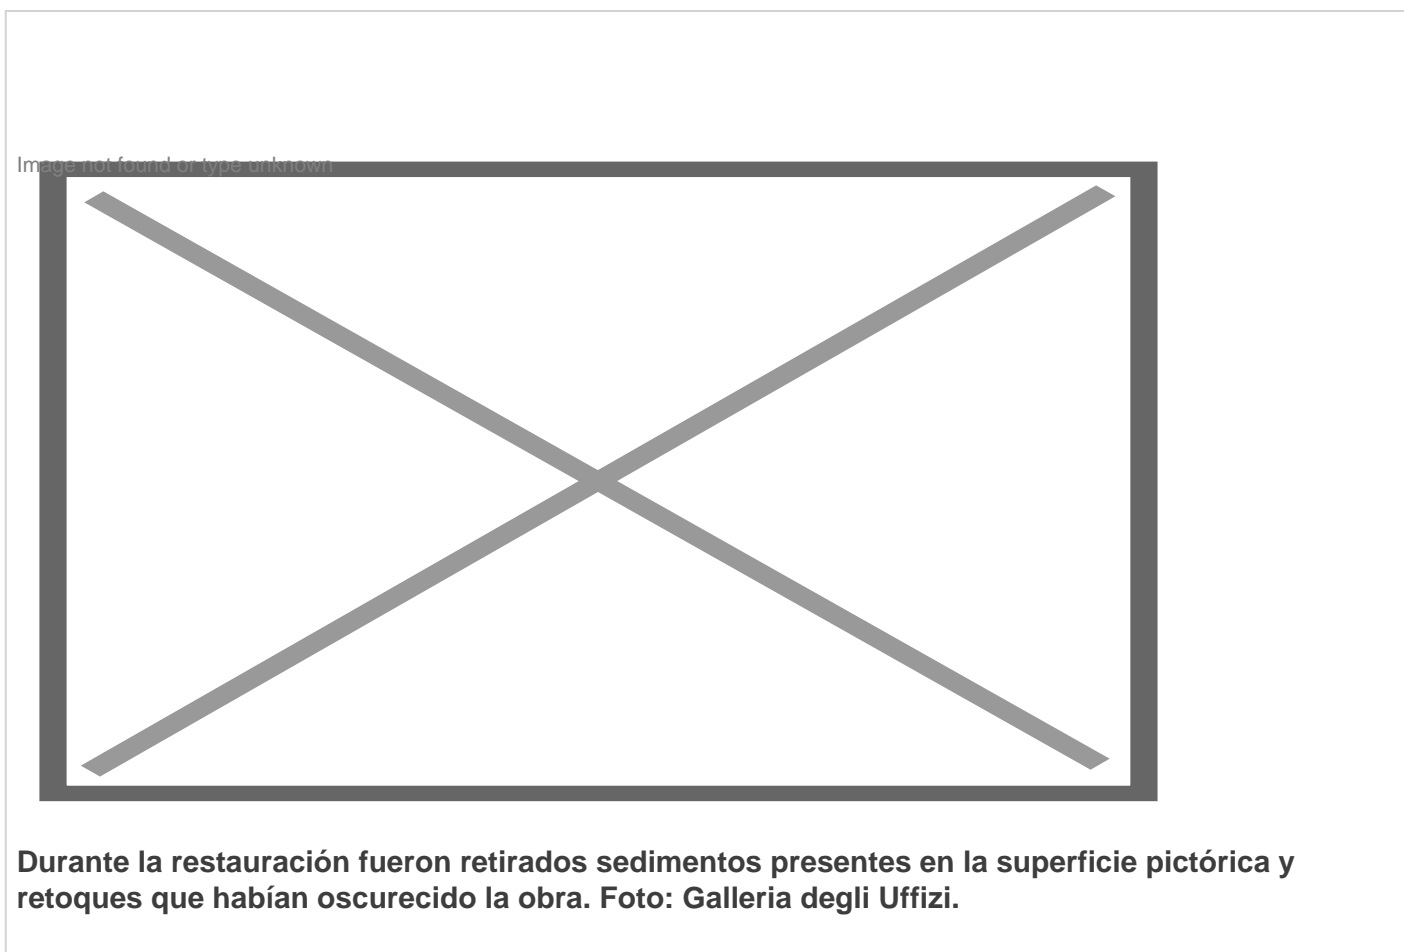 Image not found or type unknown
Durante la restauración fueron retirados sedimentos presentes en la superficie pictórica y
retoques que habían oscurecido la obra. Foto: Galleria degli Uffizi.